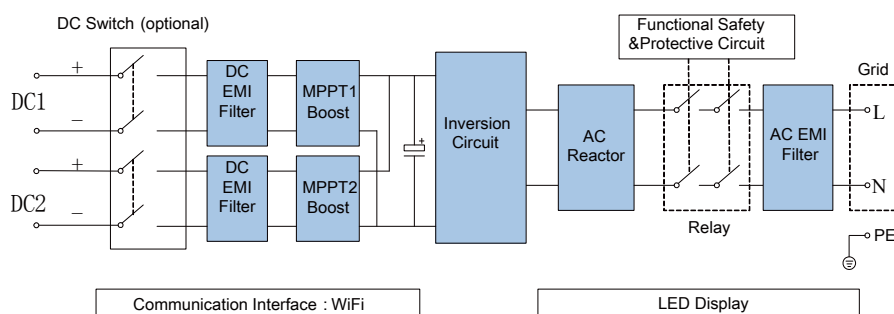 DC Switch (optional)
Functional Safety
&Protective Circuit
Grid
DC1
+
−
DC2
+
−
DC
EMI
Filter
MPPT1
Boost
DC
EMI
Filter
MPPT2
Boost
+
Inversion
Circuit
AC
Reactor
Relay
AC EMI
Filter
L
N
PE
Communication Interface : WiFi
LED Display